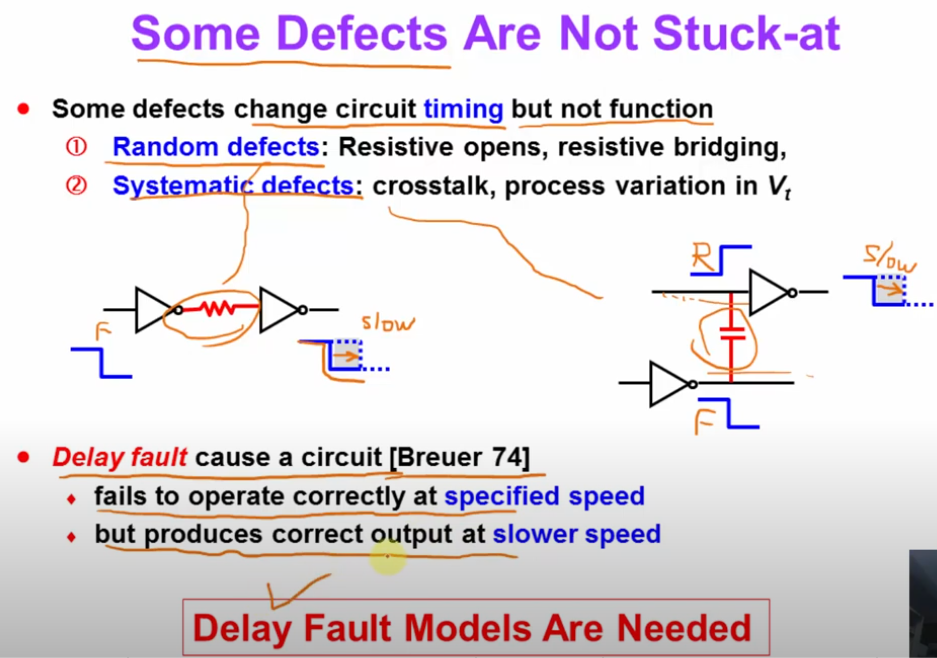 Some Defects Are Not Stuck-at
• Some defects change circuit timing but not function
① Random defects: Resistive opens, resistive bridging,
② Systematic defects: crosstalk, process variation in Vt
R
slow
F
slow
F
• Delay fault cause a circuit [Breuer 74]
♦ fails to operate correctly at specified speed
♦ but produces correct output at slower speed
Delay Fault Models Are Needed